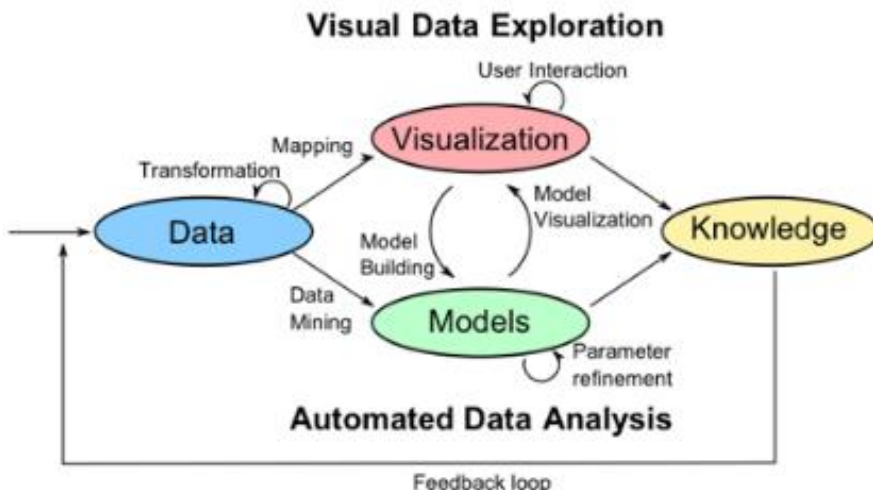 Visual Data Exploration
User Interaction
Visualization
Mapping
Transformation
Data
Model
Building
Model
Visualization
Knowledge
Data
Mining
Models
Parameter
refinement
Automated Data Analysis
Feedback loop